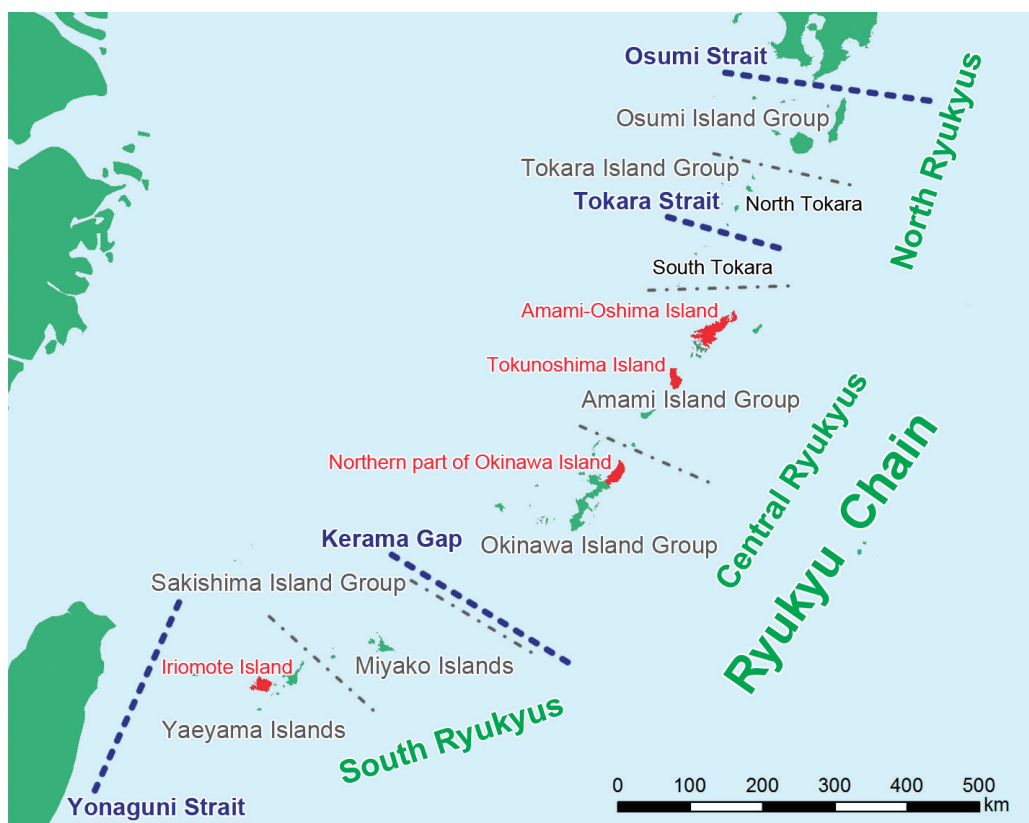 Osumi Strait
Osumi Island Group
North Ryukyus
Tokara Island Group
Tokara Strait
North Tokara
South Tokara
Amami-Oshima Island
Tokunoshima Island
Amami Island Group
Central Ryukyus
Ryukyu Chain
Northern part of Okinawa Island
Okinawa Island Group
Kerama Gap
Sakishima Island Group
Iriomote Island
Miyako Islands
Yaeyama Islands
South Ryukyus
Yonaguni Strait
0 100 200 300 400 500
km